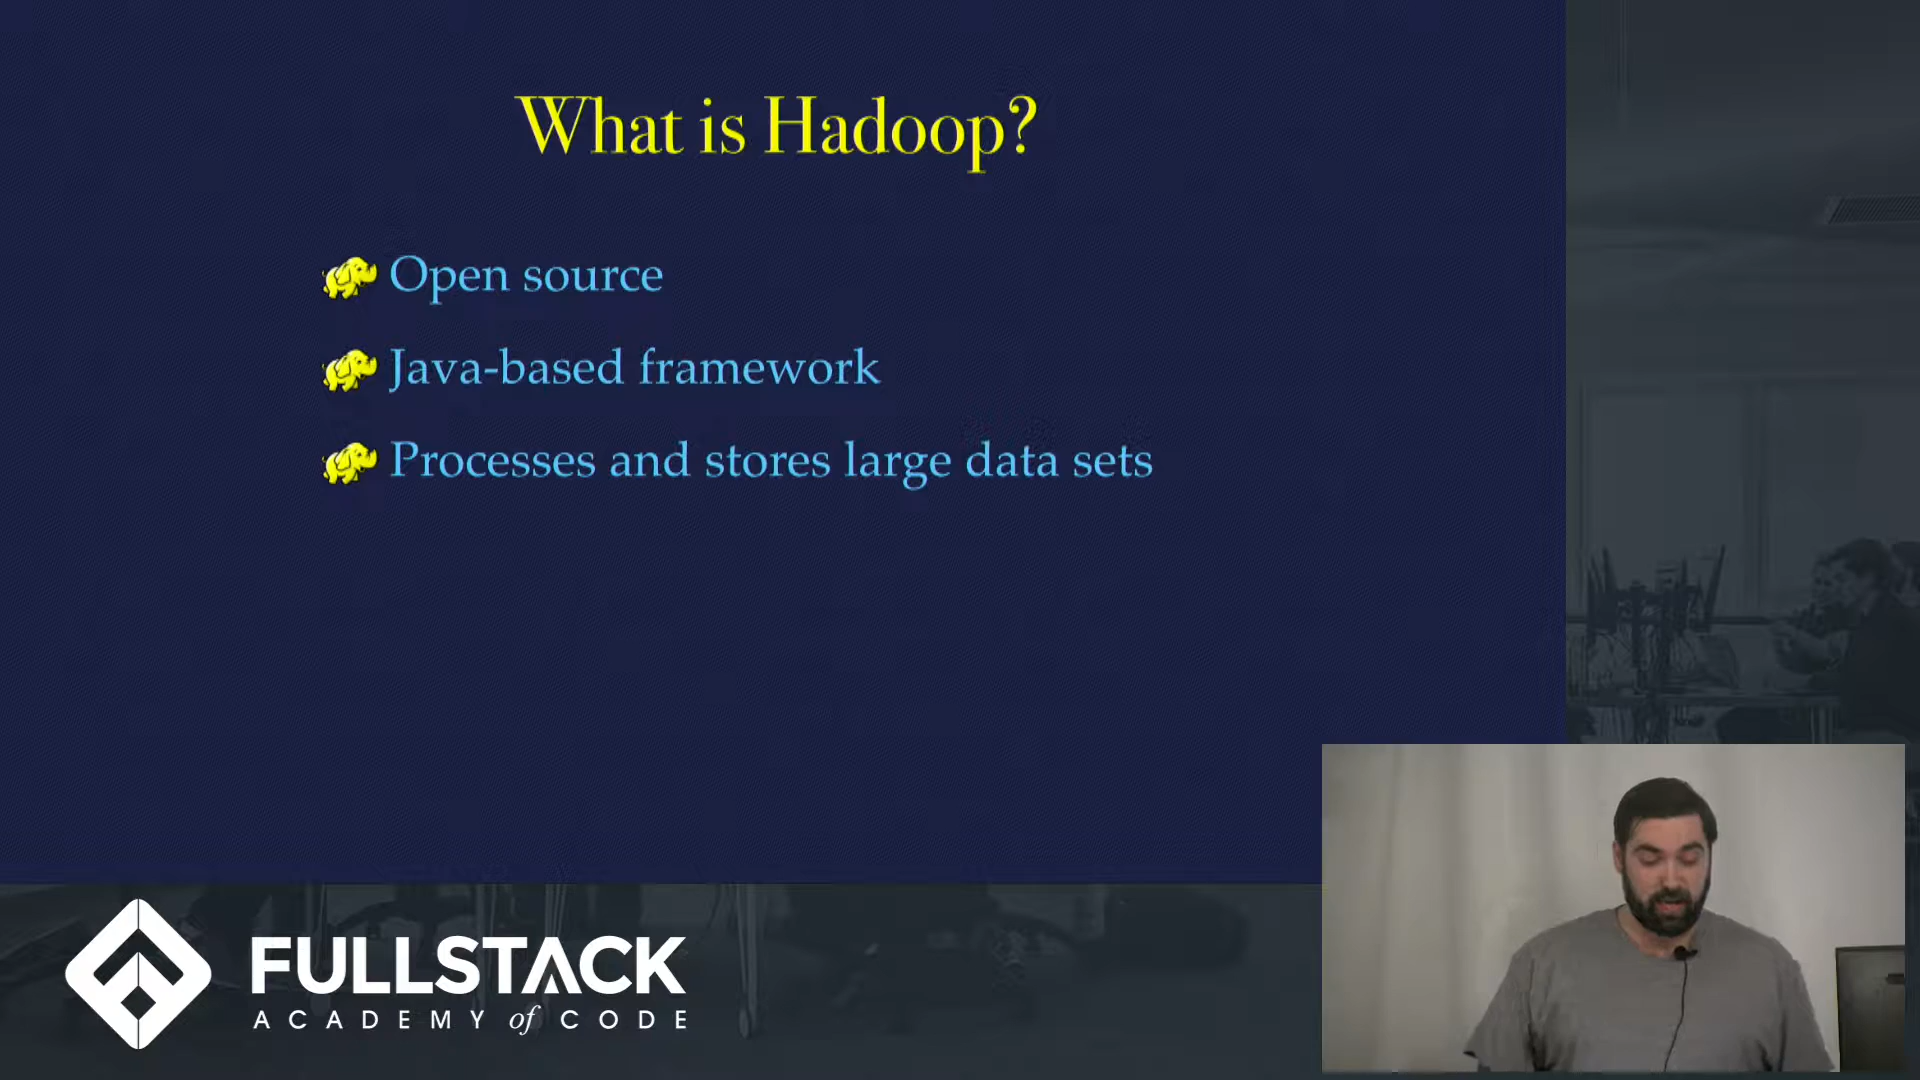 What is Hadoop?
Open source
Java-based framework
Processes and stores large data sets
FULLSTACK
ACADEMY of CODE